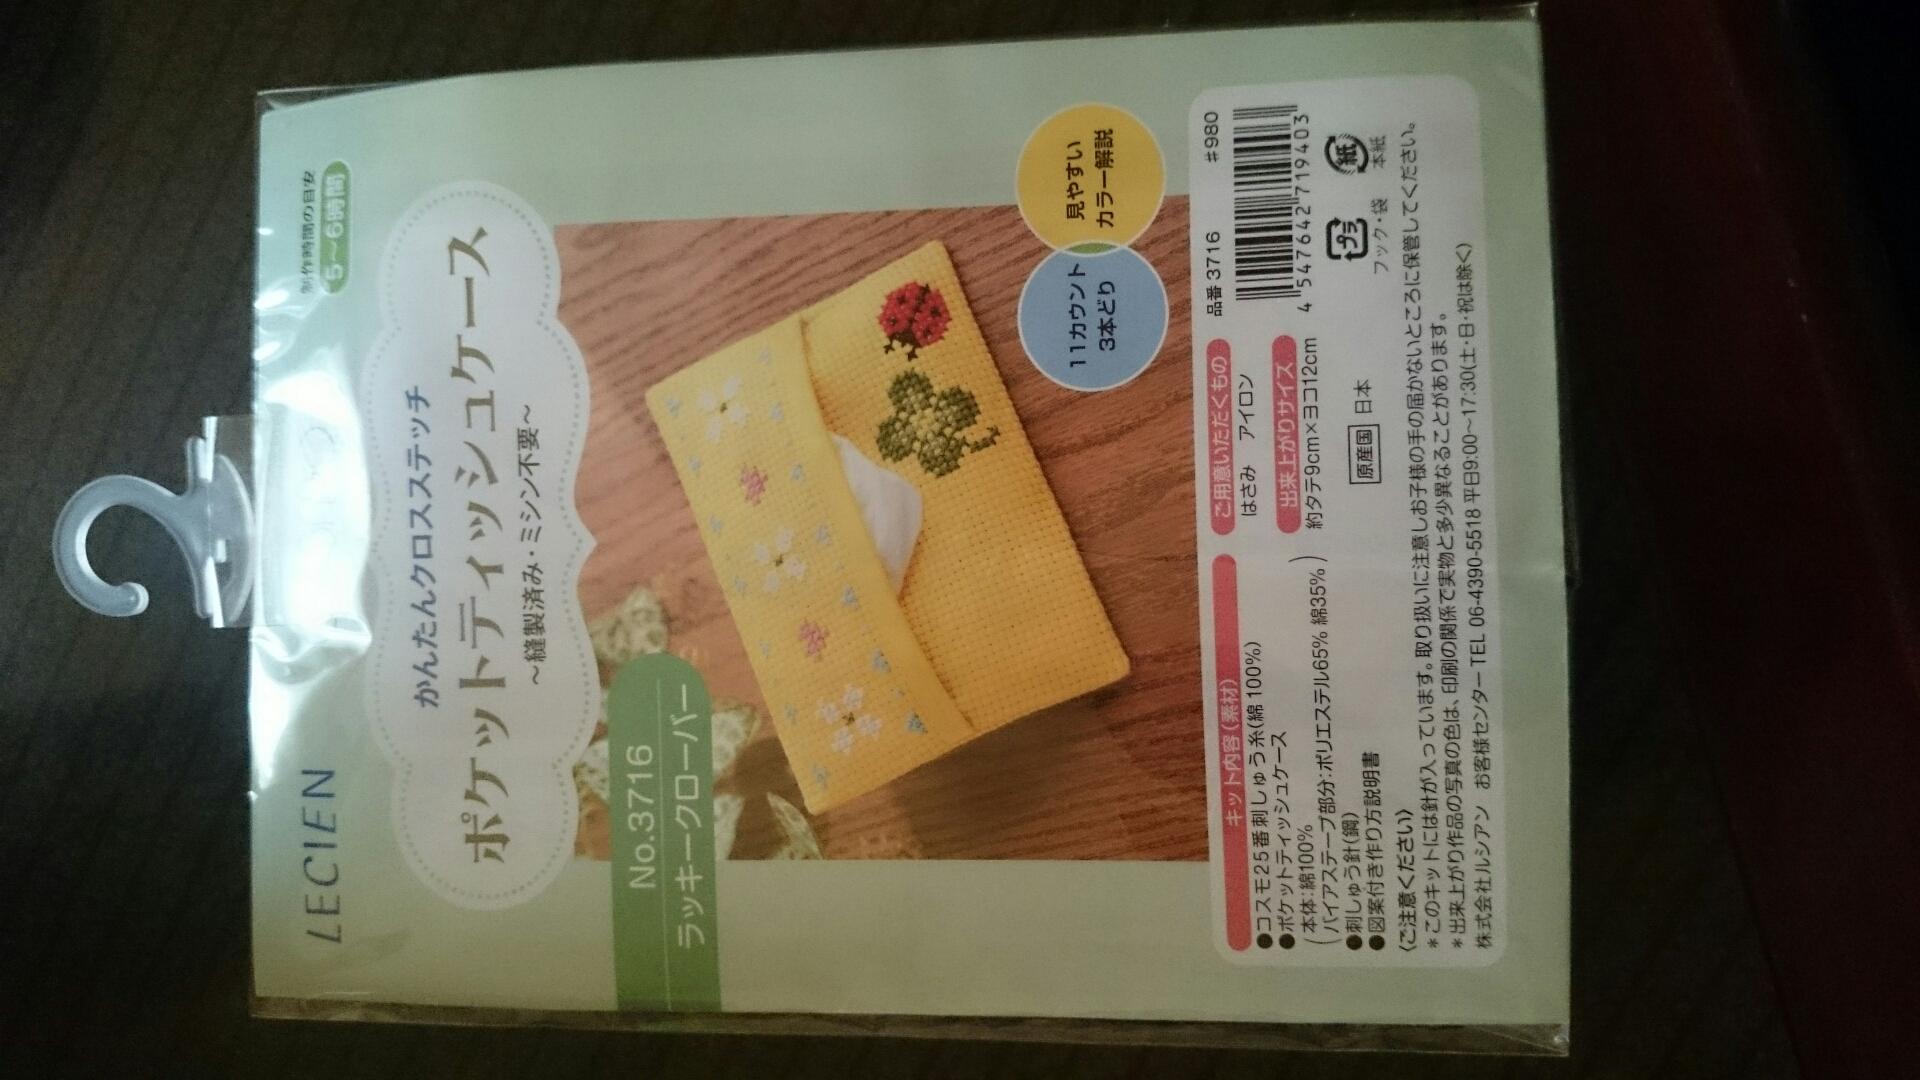 LECIEN
制作時間の目安
5〜6時間
かんたんクロスステッチ
ポケットティッシュケース
〜縫製済み・ミシン不要〜
No.3716
ラッキークローバー
11カウント
3本どり
見やすい
カラー解説
キット内容(素材)
●コスモ25番刺しゅう糸(綿 100%)
●ポケットティッシュケース
(本体:綿100%
バイアステープ部分:ポリエステル65% 綿35%)
●刺しゅう針(鋼)
●図案付き作り方説明書
ご用意いただくもの
はさみ アイロン
出来上がりサイズ
約タテ9cm×ヨコ12cm
原産国 日本
品番 3716 #980
4 547642 719403
プラ
フック・袋
紙
本紙
〈ご注意ください〉
*このキットには針が入っています。取り扱いに注意しお子様の手の届かないところに保管してください。
*出来上がり作品の写真の色は、印刷の関係で実物と多少異なることがあります。
株式会社ルシアン お客様センター TEL 06-4390-5518 平日9:00〜17:30(土・日・祝は除く)